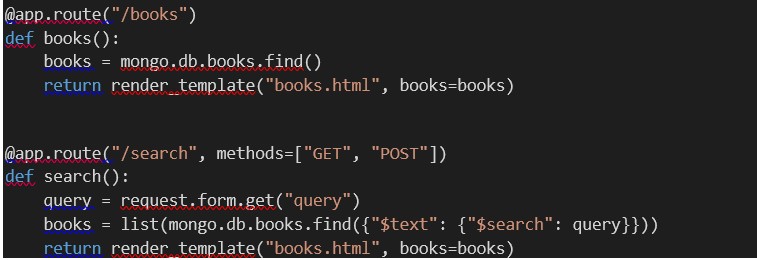 @app.route("/books")
def books():
    books = mongo.db.books.find()
    return render_template("books.html", books=books)
@app.route("/search", methods=["GET", "POST"])
def search():
    query = request.form.get("query")
    books = list(mongo.db.books.find({"$text": {"$search": query}}))
    return render_template("books.html", books=books)